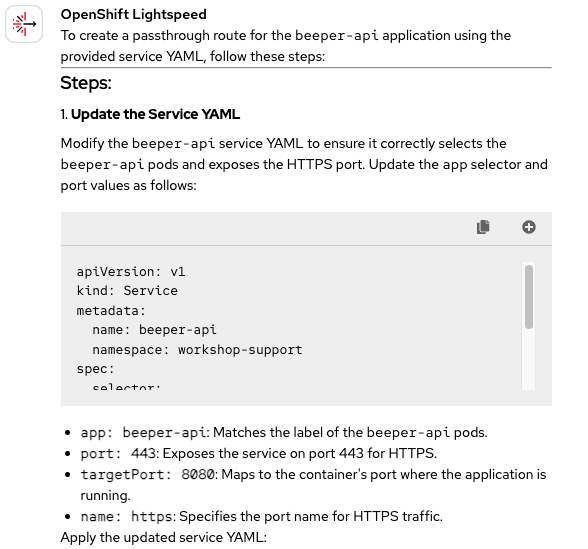 OpenShift Lightspeed
To create a passthrough route for the beeper-api application using the
provided service YAML, follow these steps:
Steps:
1. Update the Service YAML
Modify the beeper-api service YAML to ensure it correctly selects the
beeper-api pods and exposes the HTTPS port. Update the app selector and
port values as follows:
apiVersion: v1
kind: Service
metadata:
  name: beeper-api
  namespace: workshop-support
spec:
  selector:
• app: beeper-api: Matches the label of the beeper-api pods.
• port: 443: Exposes the service on port 443 for HTTPS.
• targetPort: 8080: Maps to the container's port where the application is
running.
• name: https: Specifies the port name for HTTPS traffic.
Apply the updated service YAML: